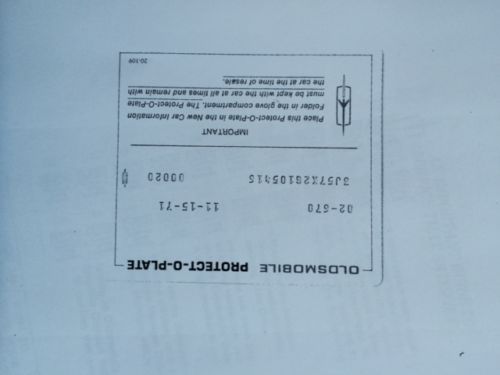 OLDSMOBILE PROTECT-O-PLATE
02-670 11-15-71
3J57X2G105415 00020
IMPORTANT
Place this Protect-O-Plate in the New Car Information
Folder in the glove compartment. The Protect-O-Plate
must be kept with the car at all times and remain with
the car at the time of resale.
20-109